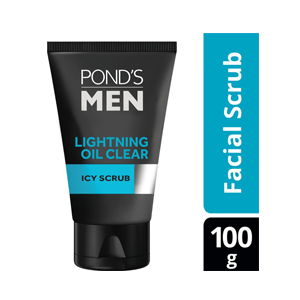 POND'S
MEN
LIGHTNING
OIL CLEAR
ICY SCRUB
Facial Scrub
100
g